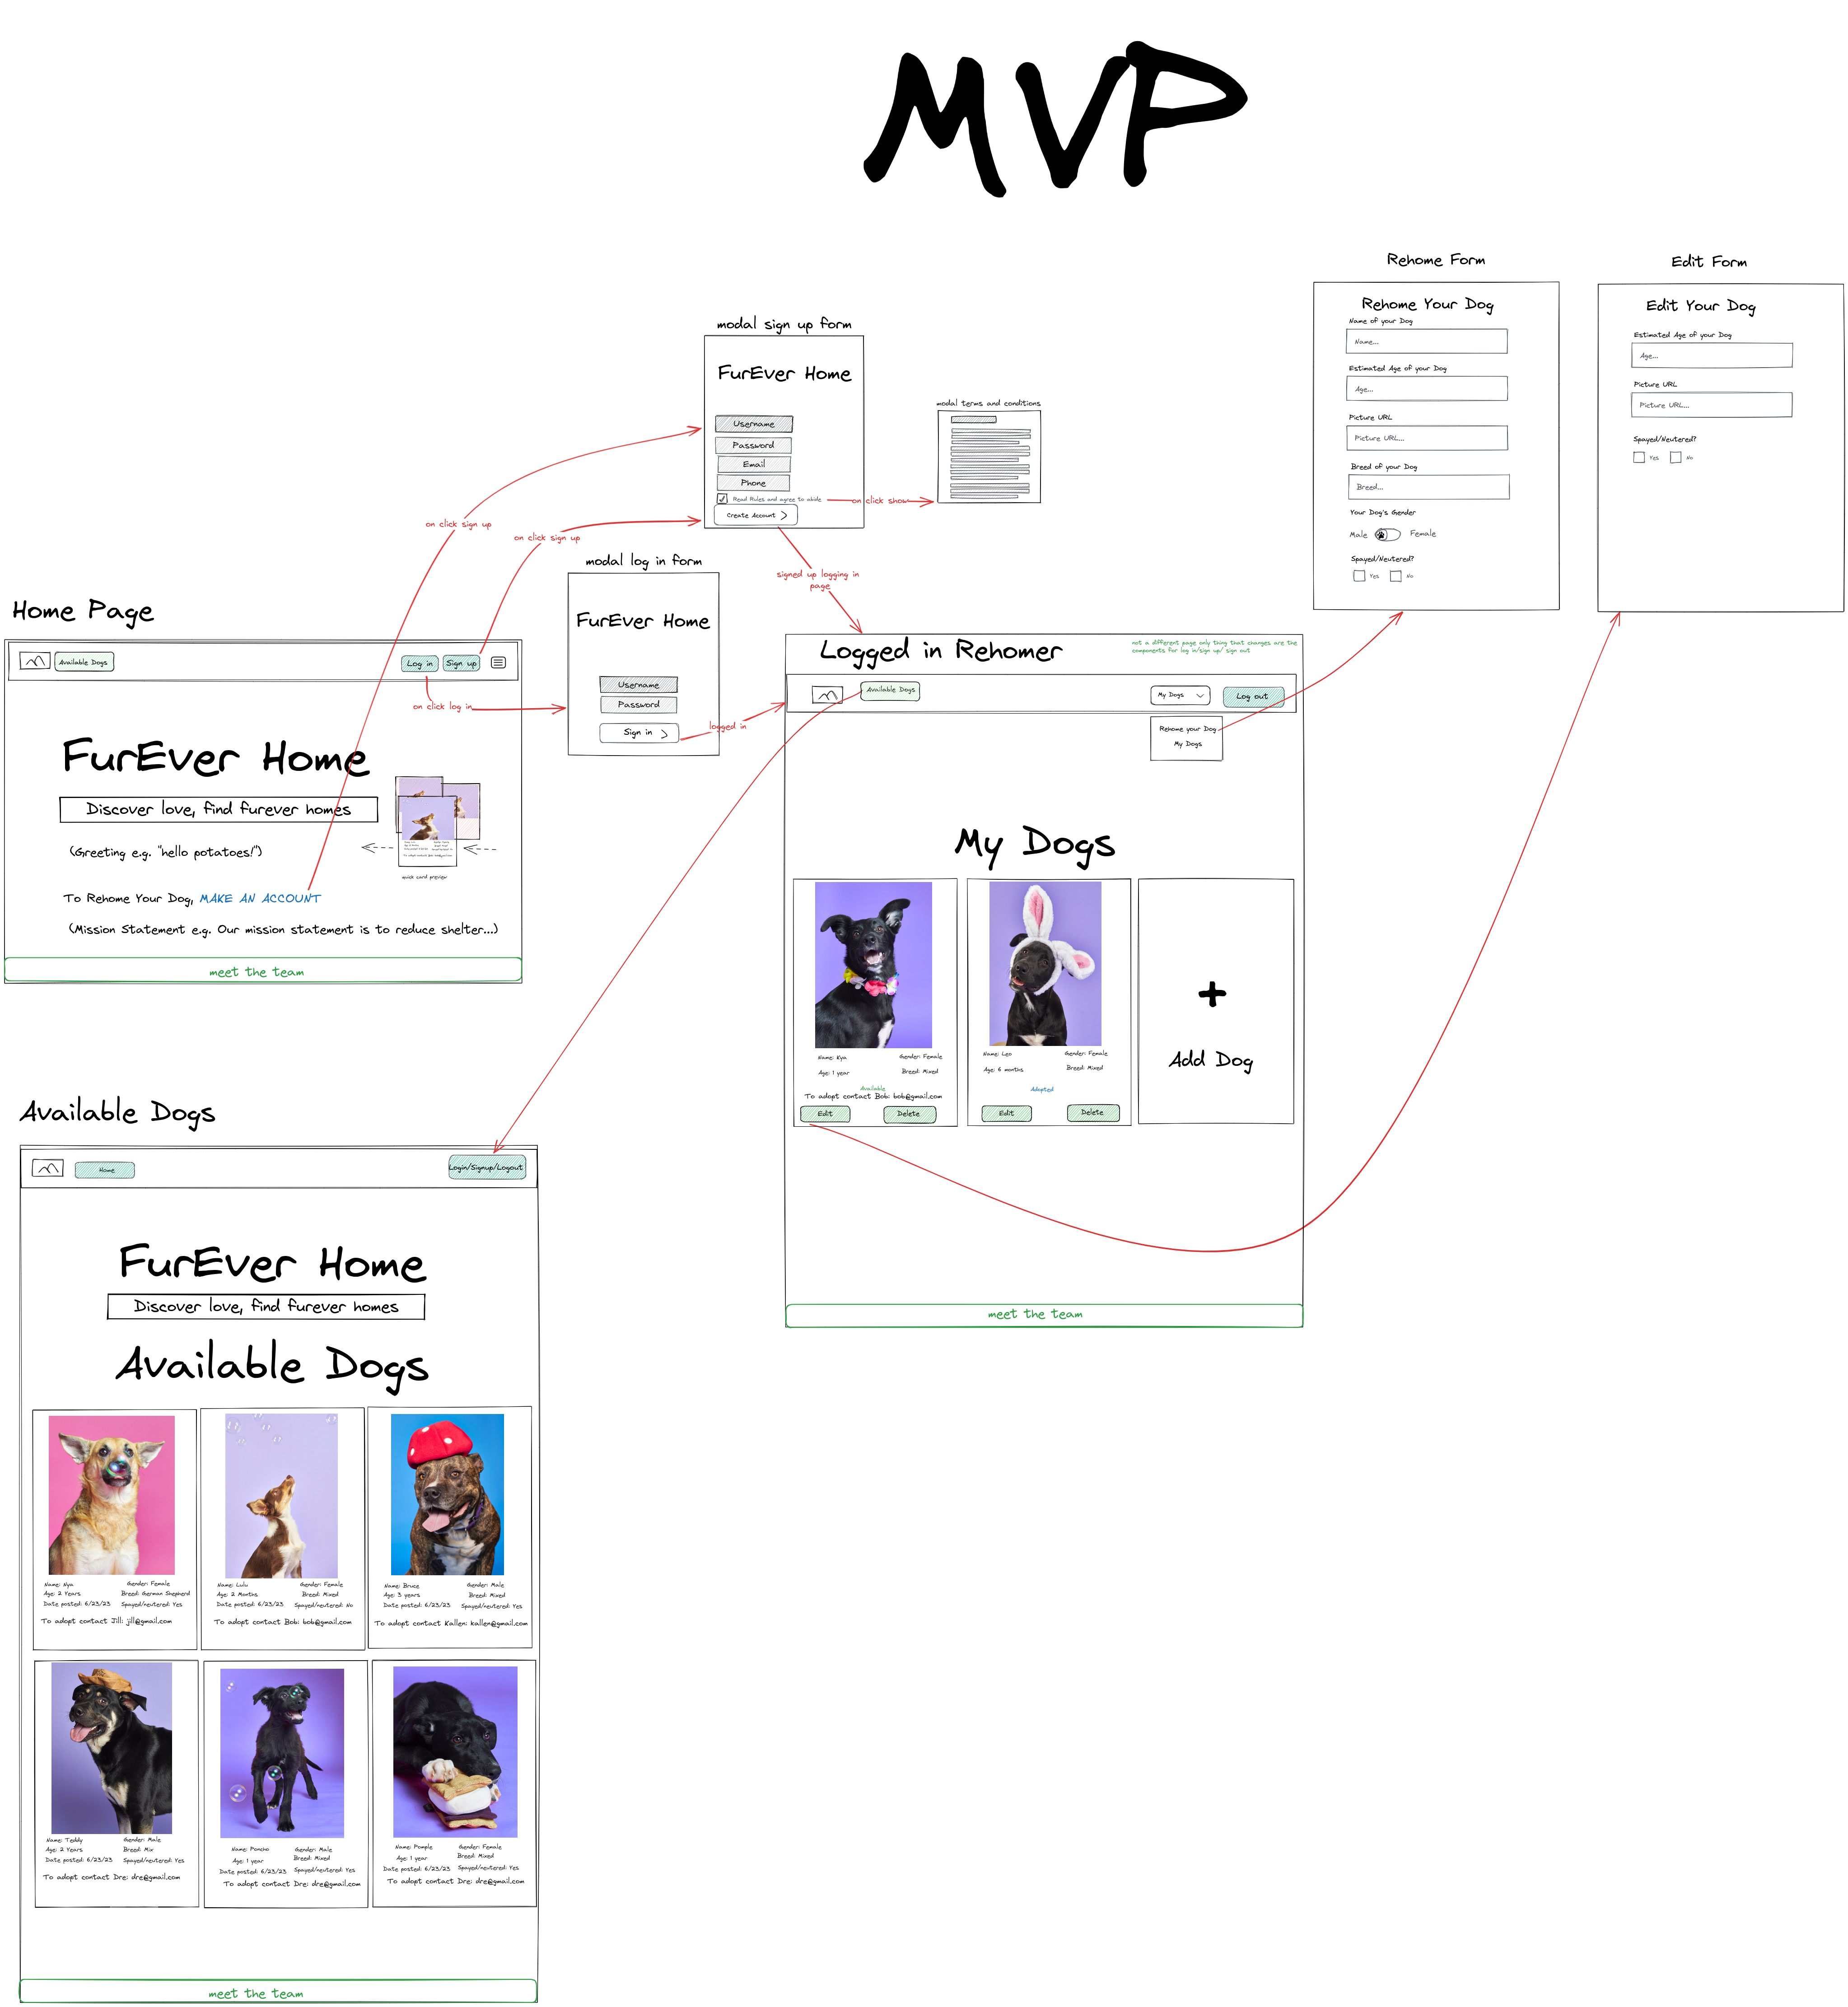 MVP
Rehome Form
Rehome Your Dog
Name of your Dog
Name...
Estimated Age of your Dog
Age...
Picture URL
Picture URL...
Breed of your Dog
Breed...
Your Dog's Gender
Male Female
Spayed/Neutered?
Yes No
Edit Form
Edit Your Dog
Estimated Age of your Dog
Age...
Picture URL
Picture URL...
Spayed/Neutered?
Yes No
modal sign up form
FurEver Home
Username
Password
Email
Phone
Read Rules and agree to abide
Create Account
on click show
modal terms and conditions
on click sign up
on click sign up
signed up logging in
page
modal log in form
FurEver Home
Username
Password
Sign in
logged in
Home Page
Available Dogs
Log in
Sign up
on click log in
FurEver Home
Discover love, find furever homes
(Greeting e.g. "hello potatoes!")
quick card preview
To Rehome Your Dog, MAKE AN ACCOUNT
(Mission Statement e.g. Our mission statement is to reduce shelter...)
meet the team
Logged in Rehomer
not a different page only thing that changes are the
components for log in/sign up/ sign out
Available Dogs
My Dogs
Log out
Rehome your Dog
My Dogs
My Dogs
Name: Nya Gender: Female
Age: 1 year Breed: Mixed
Available
To adopt contact Bob: bob@gmail.com
Edit Delete
Name: Leo Gender: Female
Age: 6 months Breed: Mixed
Adopted
Edit Delete
+
Add Dog
meet the team
Available Dogs
Home
Login/Signup/Logout
FurEver Home
Discover love, find furever homes
Available Dogs
Name: Nya Gender: Female
Age: 2 Years Breed: German Shepherd
Date posted: 6/23/23 Spayed/neutered: Yes
To adopt contact Jill: jill@gmail.com
Name: Lulu Gender: Female
Age: 2 Months Breed: Mixed
Date posted: 6/23/23 Spayed/neutered: No
To adopt contact Bob: bob@gmail.com
Name: Bruce Gender: Male
Age: 3 years Breed: Mixed
Date posted: 6/23/23 Spayed/neutered: Yes
To adopt contact Kallen: kallen@gmail.com
Name: Teddy Gender: Male
Age: 2 Years Breed: Mix
Date posted: 6/23/23 Spayed/neutered: Yes
To adopt contact Dre: dre@gmail.com
Name: Poncho Gender: Male
Age: 1 year Breed: Mixed
Date posted: 6/23/23 Spayed/neutered: Yes
To adopt contact Dre: dre@gmail.com
Name: Pomple Gender: Female
Age: 1 year Breed: Mixed
Date posted: 6/23/23 Spayed/neutered: Yes
To adopt contact Dre: dre@gmail.com
meet the team